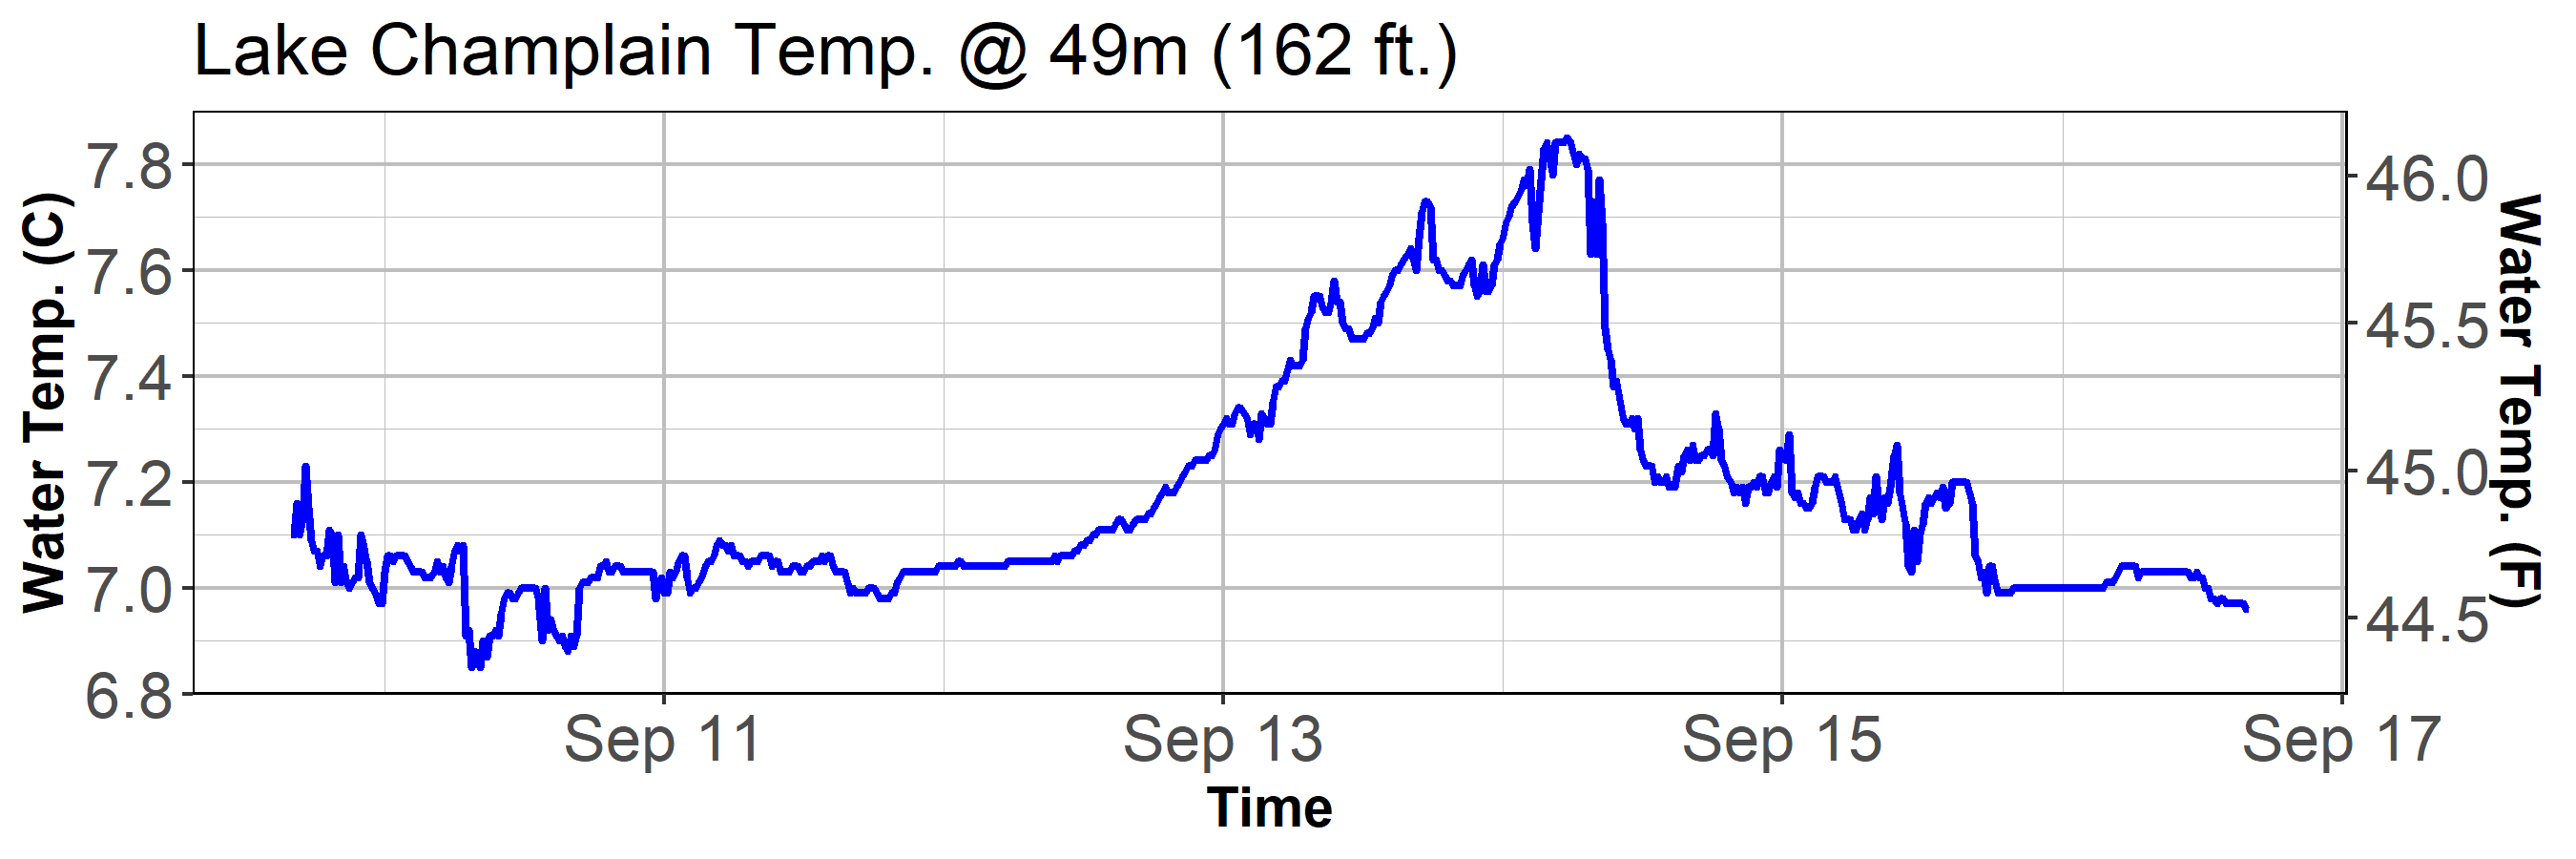 Lake Champlain Temp. @ 49m (162 ft.)
Water Temp. (C)
7.8
7.6
7.4
7.2
7.0
6.8
46.0
45.5
45.0
44.5
Water Temp. (F)
Sep 11 Sep 13 Sep 15 Sep 17
Time